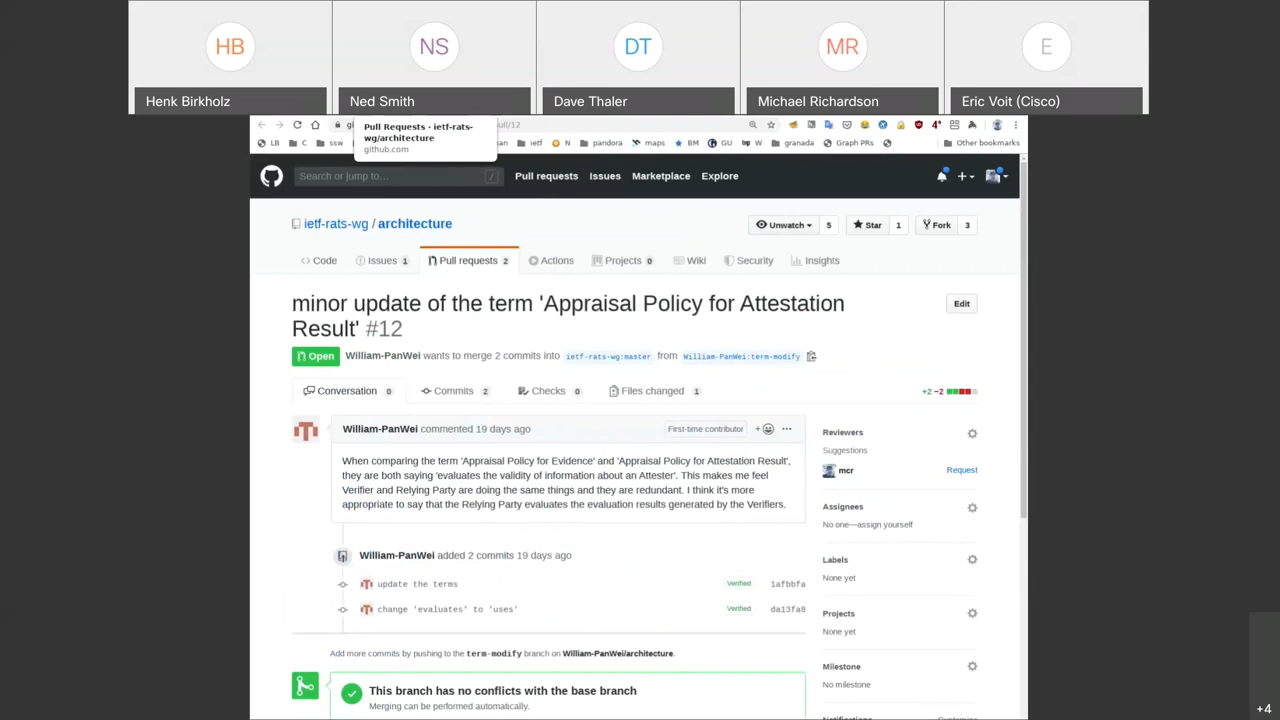 HB
NS
DT
MR
E
Henk Birkholz
Ned Smith
Dave Thaler
Michael Richardson
Eric Voit (Cisco)
Pull Requests · ietf-rats-
wg/architecture
github.com
LB C ssw ietf N pandora maps BM GU W granada Graph PRs Other bookmarks
Search or jump to… / Pull requests Issues Marketplace Explore
ietf-rats-wg / architecture Unwatch 5 Star 1 Fork 3
Code Issues 1 Pull requests 2 Actions Projects 0 Wiki Security Insights
minor update of the term 'Appraisal Policy for Attestation
Result' #12
Edit
Open William-PanWei wants to merge 2 commits into ietf-rats-wg:master from William-PanWei:term-modify
Conversation 0 Commits 2 Checks 0 Files changed 1 +2 −2
William-PanWei commented 19 days ago First-time contributor
When comparing the term 'Appraisal Policy for Evidence' and 'Appraisal Policy for Attestation Result',
they are both saying 'evaluates the validity of information about an Attester'. This makes me feel
Verifier and Relying Party are doing the same things and they are redundant. I think it's more
appropriate to say that the Relying Party evaluates the evaluation results generated by the Verifiers.
William-PanWei added 2 commits 19 days ago
update the terms Verified 1afbbfa
change 'evaluates' to 'uses' Verified da13fa8
Add more commits by pushing to the term-modify branch on William-PanWei/architecture.
This branch has no conflicts with the base branch
Merging can be performed automatically.
Reviewers
Suggestions
mcr Request
Assignees
No one—assign yourself
Labels
None yet
Projects
None yet
Milestone
No milestone
+4